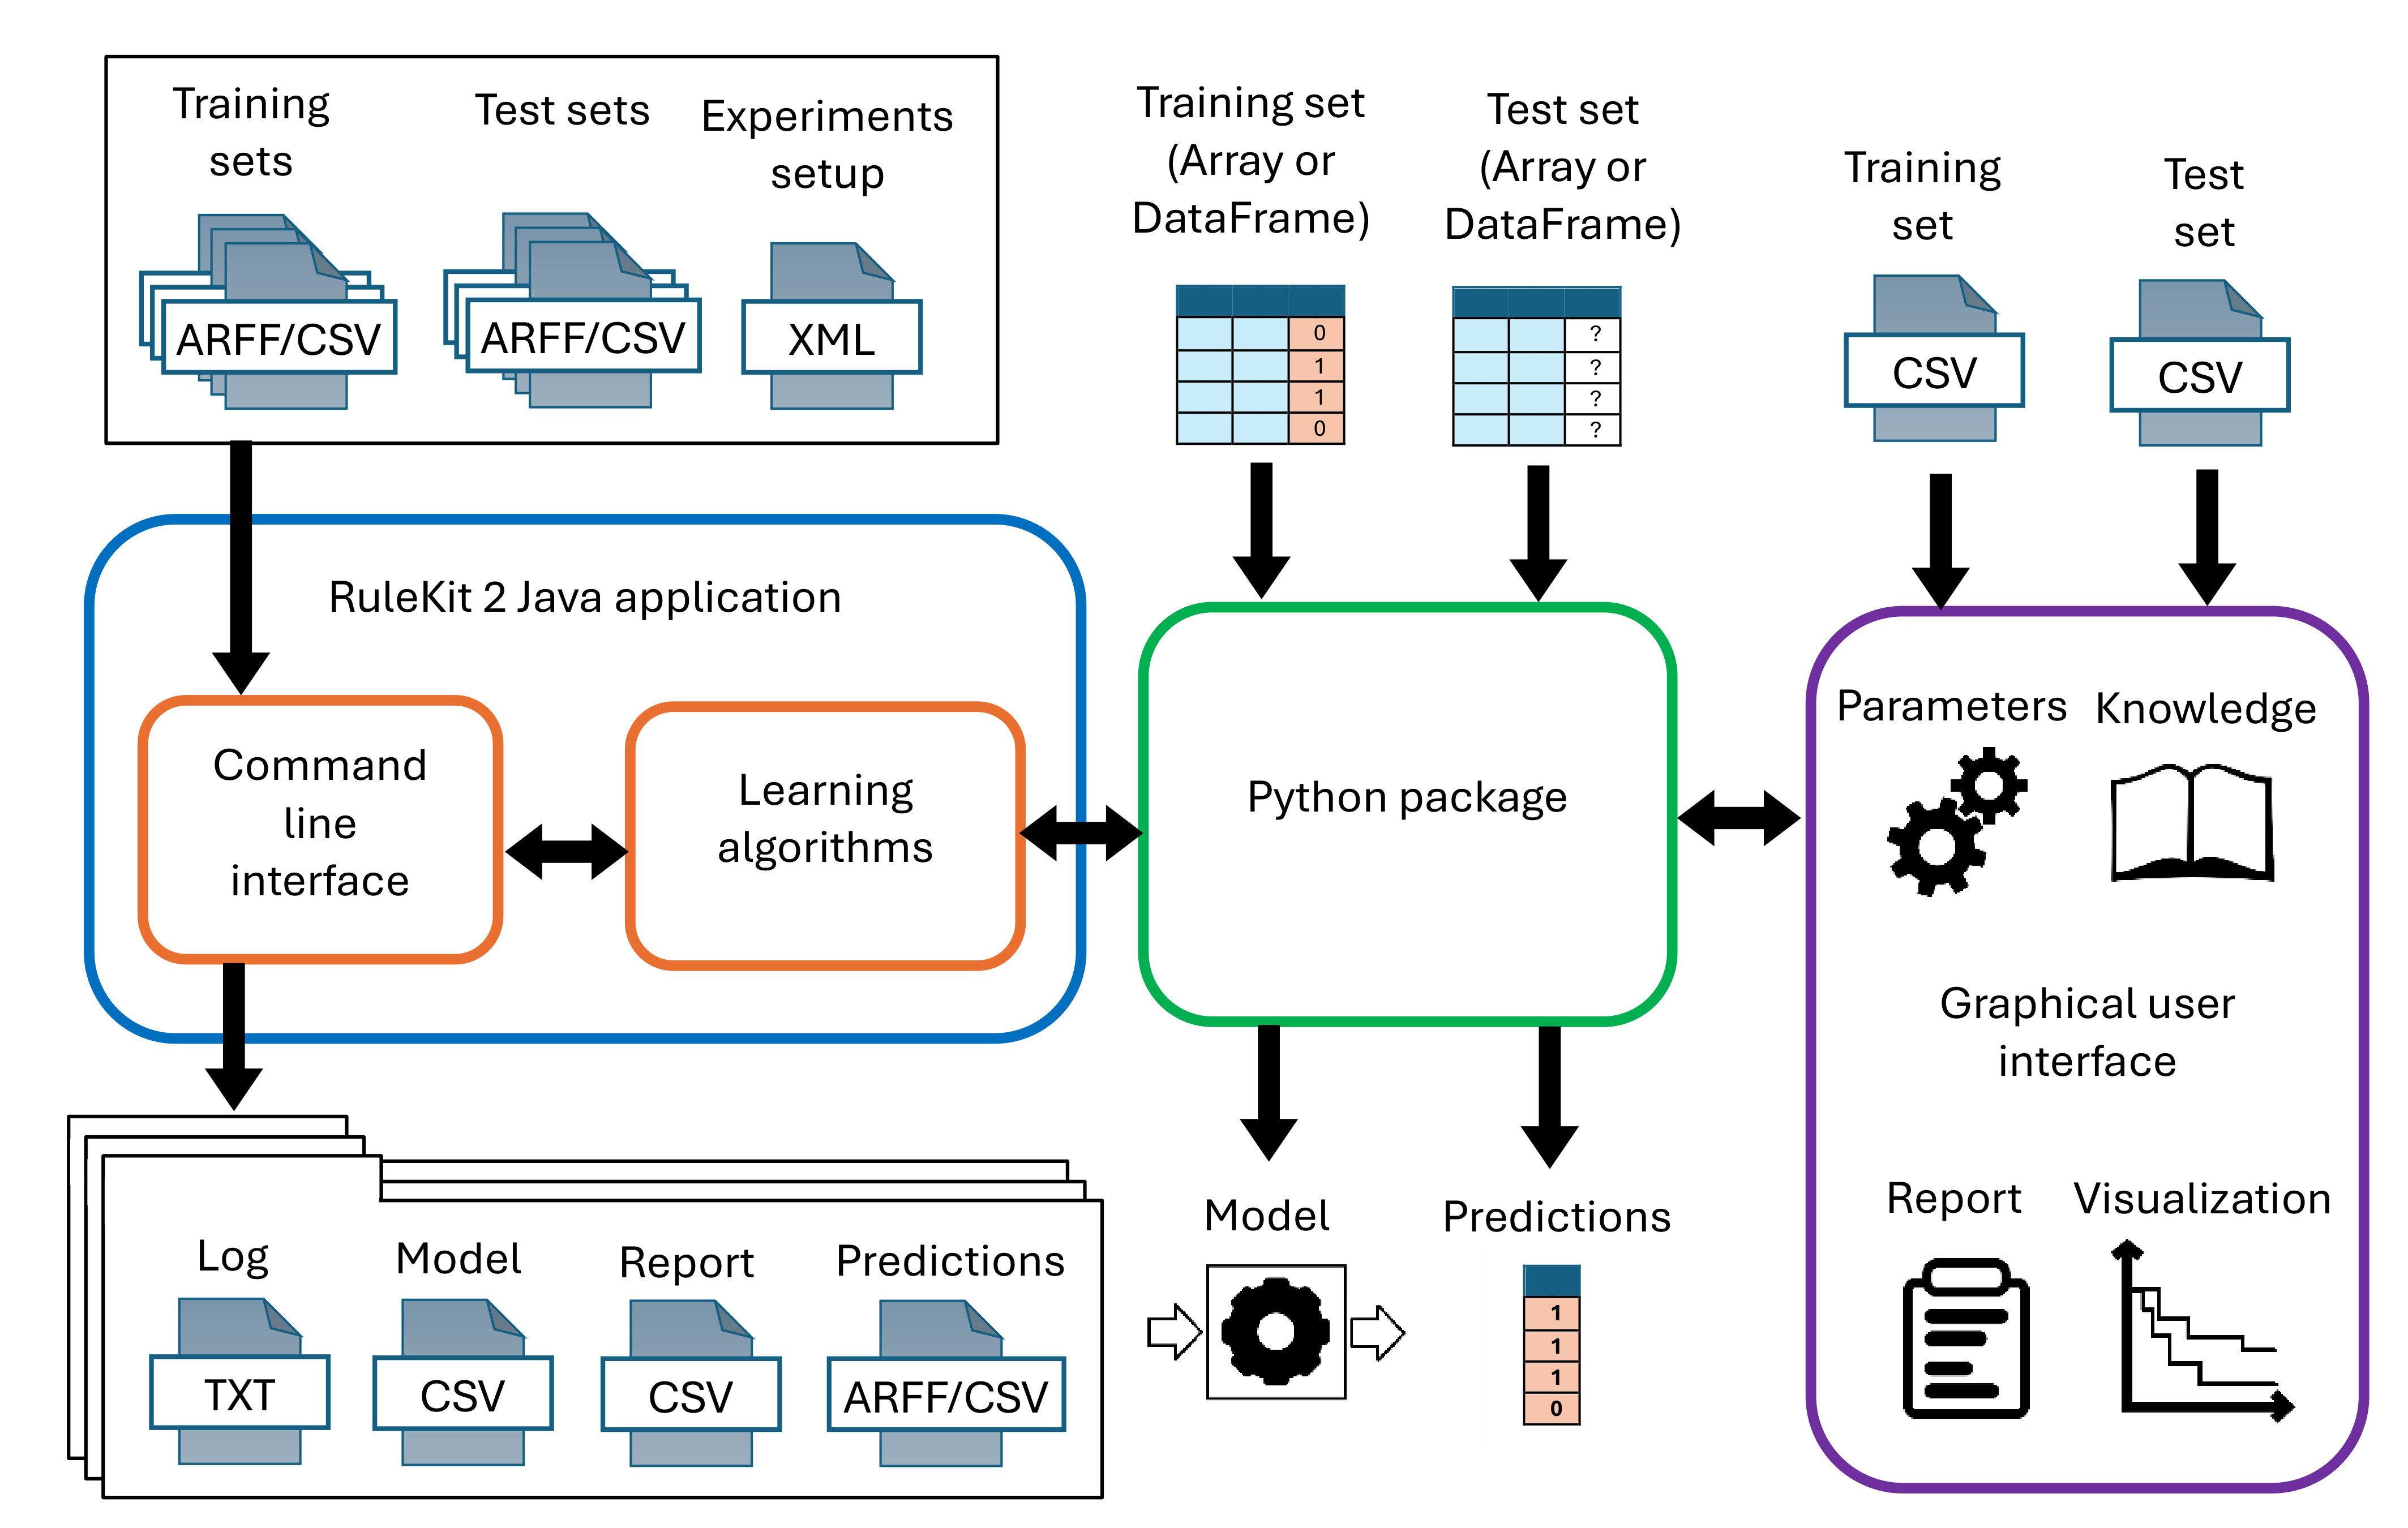 Training
sets
Test sets
Experiments
setup
ARFF/CSV
ARFF/CSV
XML
Training set
(Array or
DataFrame)
0
1
1
0
Test set
(Array or
DataFrame)
?
?
?
?
Training
set
CSV
Test
set
CSV
RuleKit 2 Java application
Command
line
interface
Learning
algorithms
Python package
Parameters
Knowledge
Graphical user
interface
Report
Visualization
Log
TXT
Model
CSV
Report
CSV
Predictions
ARFF/CSV
Model
Predictions
1
1
1
0